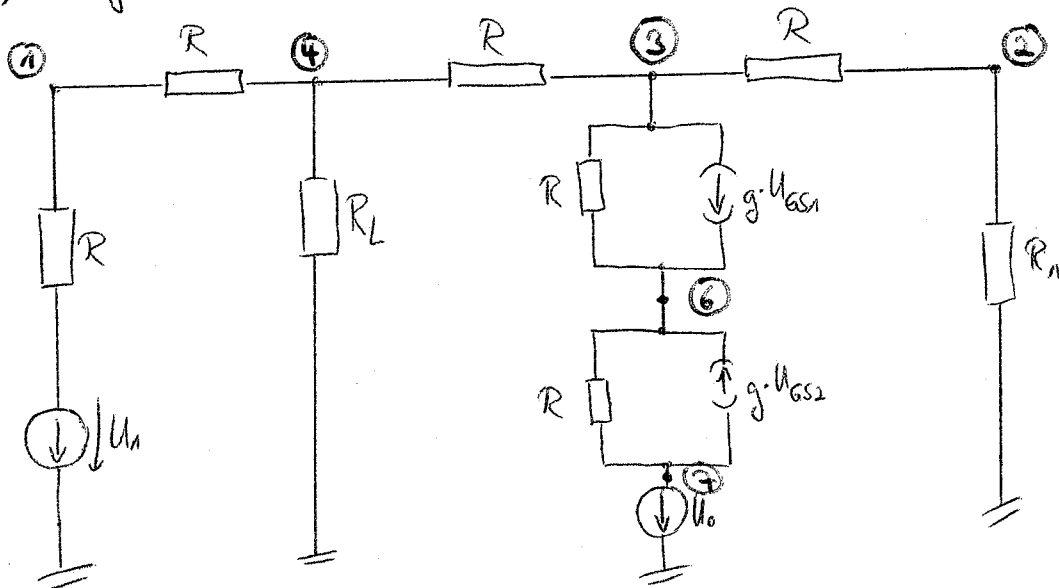 R R R
① ④ ③ ②
R g·U_GS1
R R_L R_1
⑥
R g·U_GS2
U_1
⑦
U_0